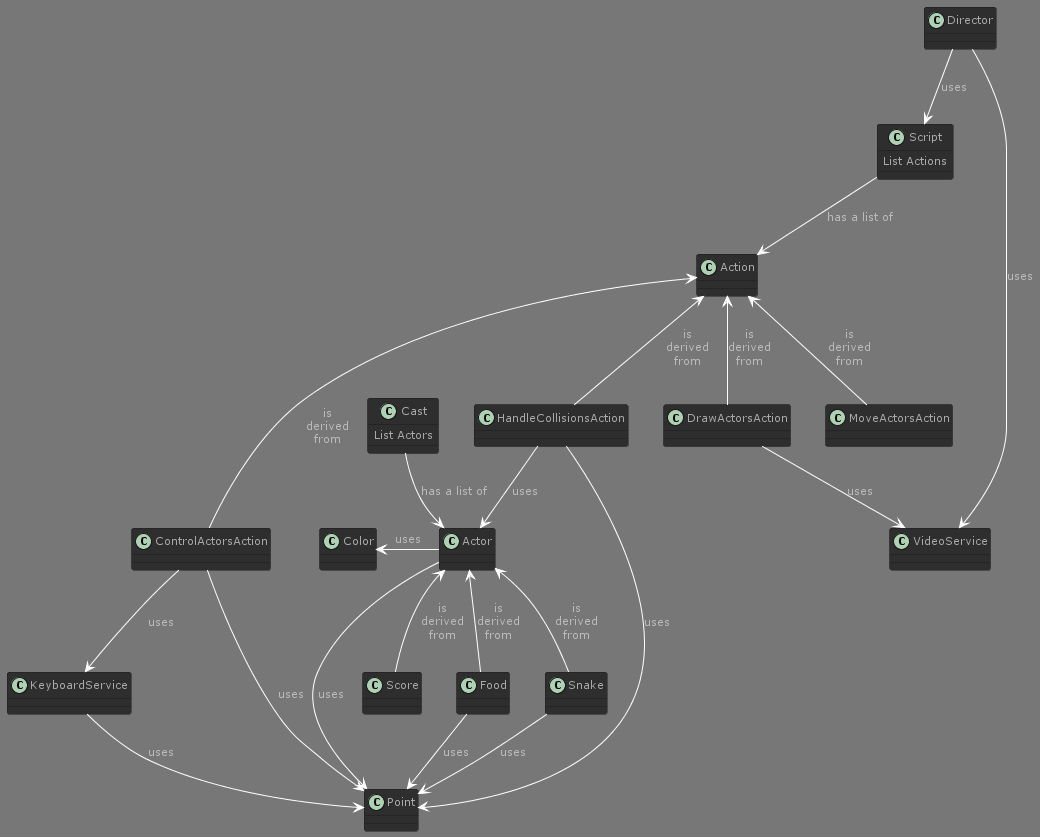 C Director
uses
C Script
List Actions
has a list of
C Action
uses
is
derived
from
is
derived
from
is
derived
from
C Cast
List Actors
C HandleCollisionsAction
C DrawActorsAction
C MoveActorsAction
is
derived
from
has a list of
uses
uses
C ControlActorsAction
C Color
uses
C Actor
C VideoService
uses
is
derived
from
is
derived
from
is
derived
from
uses
C KeyboardService
uses
uses
C Score
C Food
C Snake
uses
uses
uses
C Point